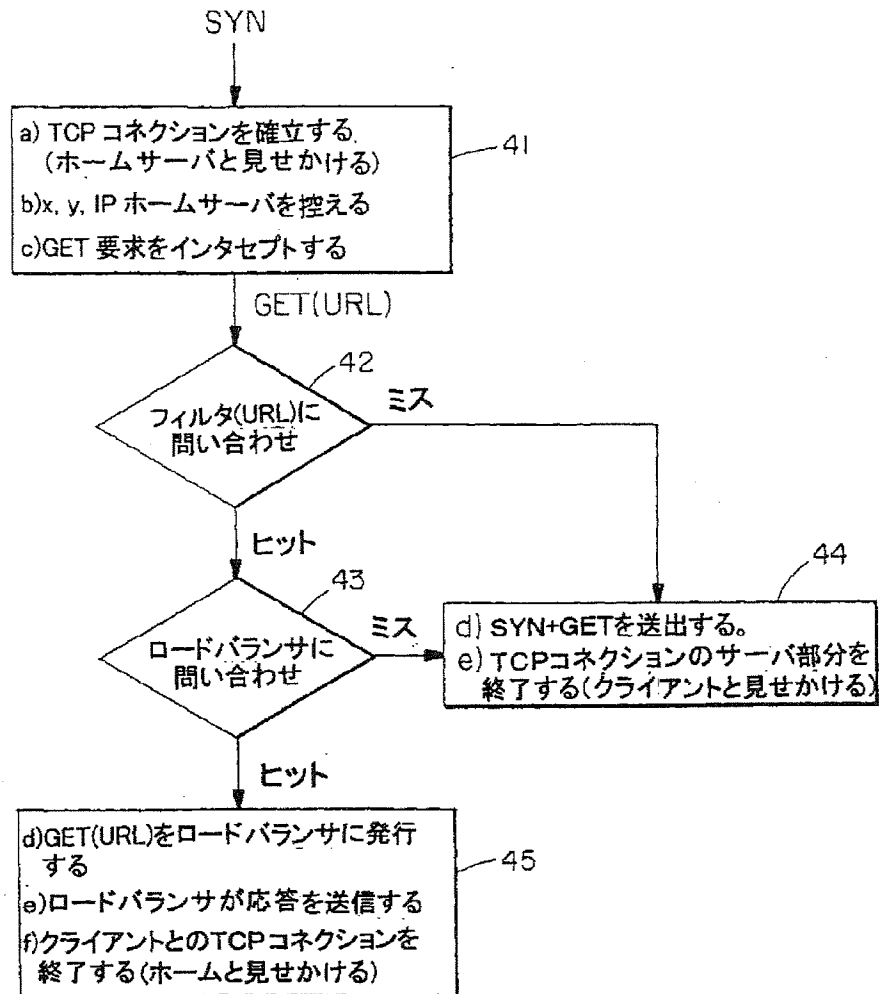 SYN
a) TCP コネクションを確立する.
(ホームサーバと見せかける)
b)x, y, IP ホームサーバを控える
c)GET 要求をインタセプトする
41
GET(URL)
42
フィルタ(URL)に
問い合わせ
ミス
ヒット
43
ロードバランサに
問い合わせ
ミス
44
d) SYN+GETを送出する。
e) TCPコネクションのサーバ部分を
終了する(クライアントと見せかける)
ヒット
d)GET(URL)をロードバランサに発行
する
e)ロードバランサが応答を送信する
f)クライアントとのTCPコネクションを
終了する(ホームと見せかける)
45